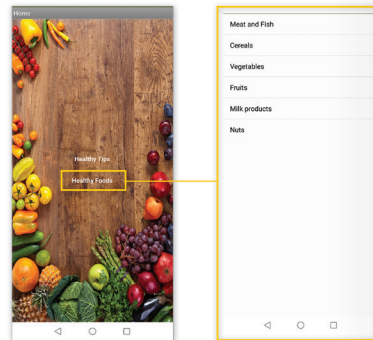 Home
Healthy Tips
Healthy Foods
Meat and Fish
Cereals
Vegetables
Fruits
Milk products
Nuts